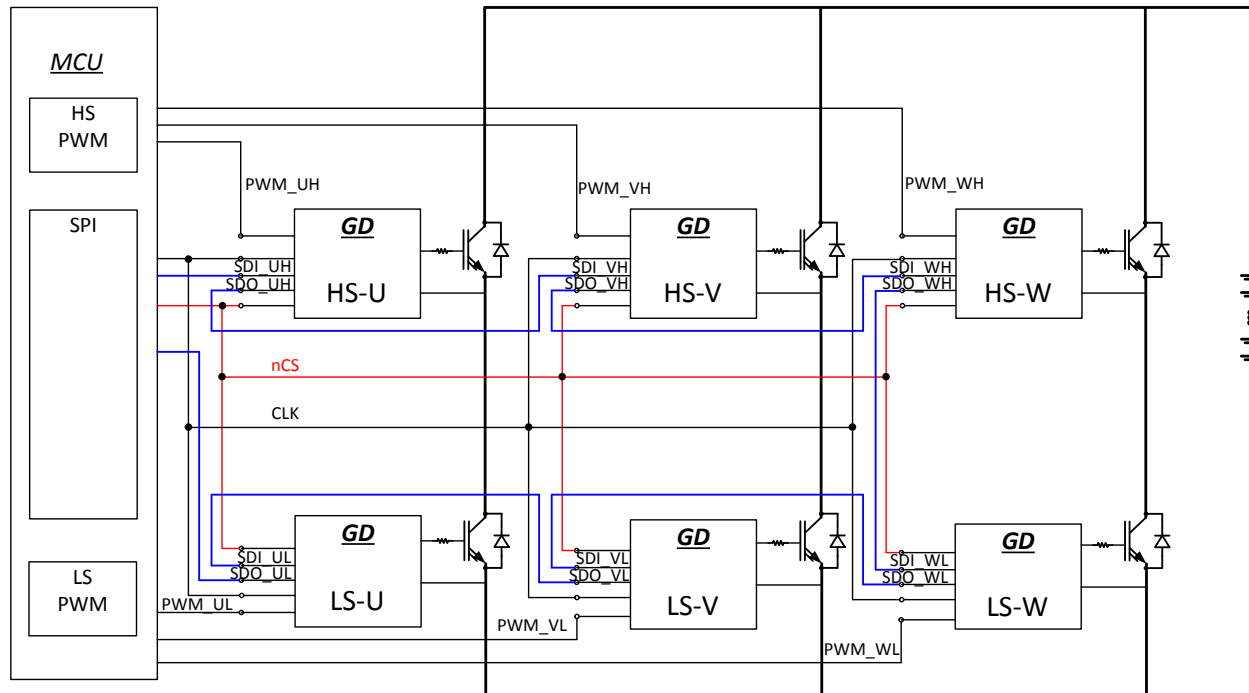 MCU
HS
PWM
SPI
LS
PWM
PWM_UH
PWM_VH
PWM_WH
GD
HS-U
SDI_UH
SDO_UH
GD
HS-V
SDI_VH
SDO_VH
GD
HS-W
SDI_WH
SDO_WH
nCS
CLK
GD
LS-U
SDI_UL
SDO_UL
PWM_UL
GD
LS-V
SDI_VL
SDO_VL
PWM_VL
GD
LS-W
SDI_WL
SDO_WL
PWM_WL